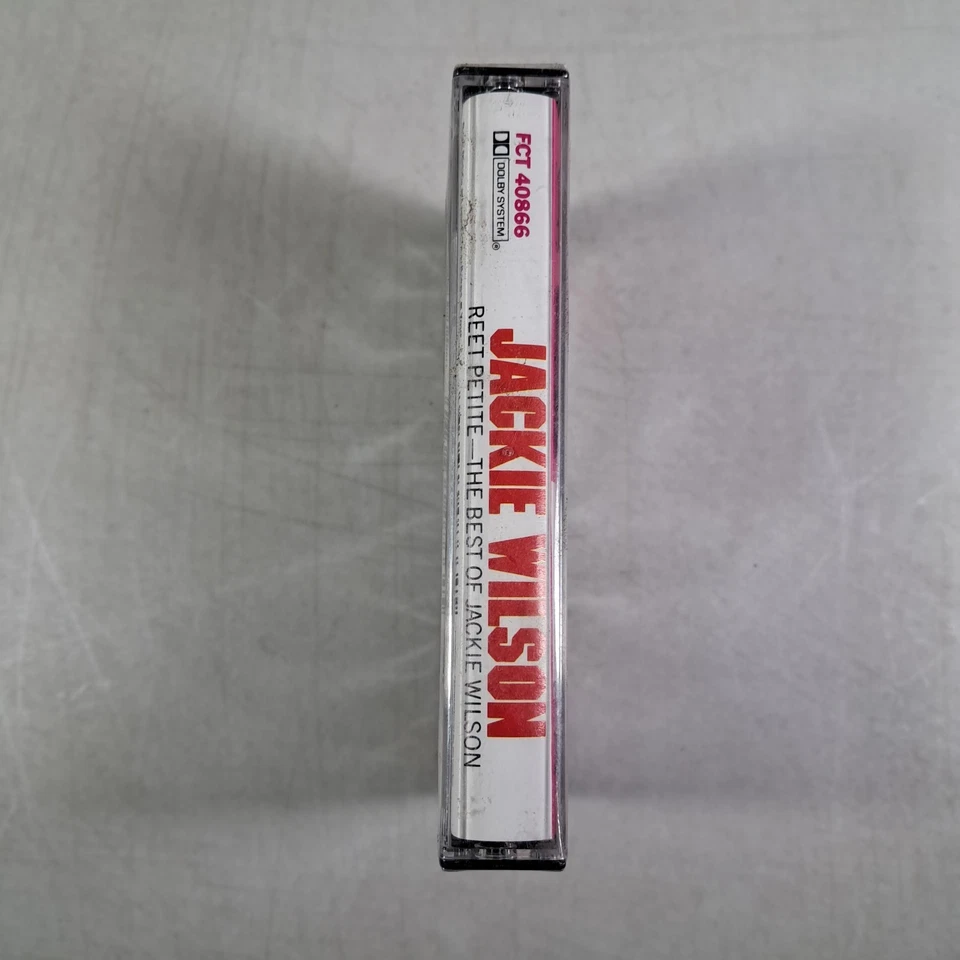 FCT 40866
DOLBY SYSTEM®
JACKIE WILSON
REET PETITE—THE BEST OF JACKIE WILSON